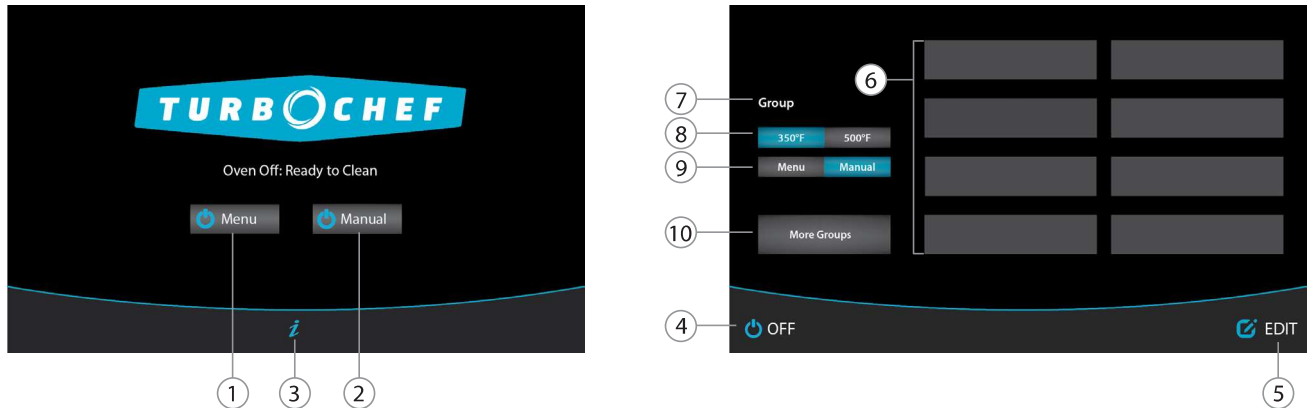 TURBOCHEF
Oven Off: Ready to Clean
Menu
Manual
i
1
3
2
6
7
Group
8
350°F
500°F
9
Menu
Manual
10
More Groups
4
OFF
EDIT
5